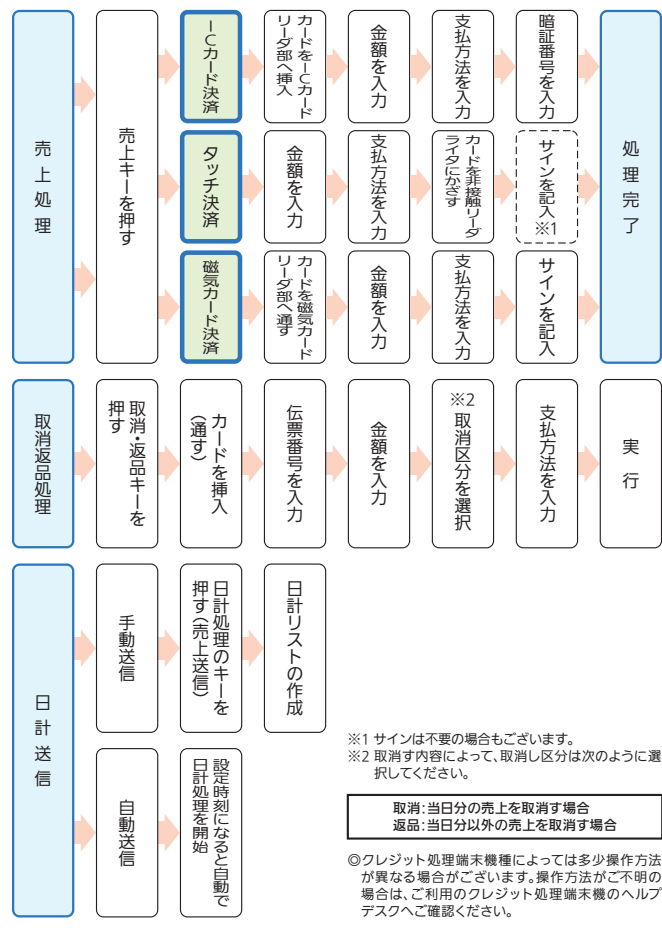 売上処理
売上キーを押す
ICカード決済
カードをICカード
リーダ部へ挿入
金額を入力
支払方法を入力
暗証番号を入力
タッチ決済
金額を入力
支払方法を入力
カードを非接触リーダ
ライタにかざす
サインを記入
※1
磁気カード決済
カードを磁気カード
リーダ部へ通す
金額を入力
支払方法を入力
サインを記入
処理完了
取消返品処理
取消・返品キーを
押す
カードを挿入
(通す)
伝票番号を入力
金額を入力
※2
取消区分を選択
支払方法を入力
実行
日計送信
手動送信
日計処理のキーを
押す(売上送信)
日計リストの作成
自動送信
設定時刻になると自動で
日計処理を開始
※1 サインは不要の場合もございます。
※2 取消す内容によって、取消し区分は次のように選
択してください。
取消:当日分の売上を取消す場合
返品:当日分以外の売上を取消す場合
◎クレジット処理端末機種によっては多少操作方法
が異なる場合がございます。操作方法がご不明の
場合は、ご利用のクレジット処理端末機のヘルプ
デスクへご確認ください。